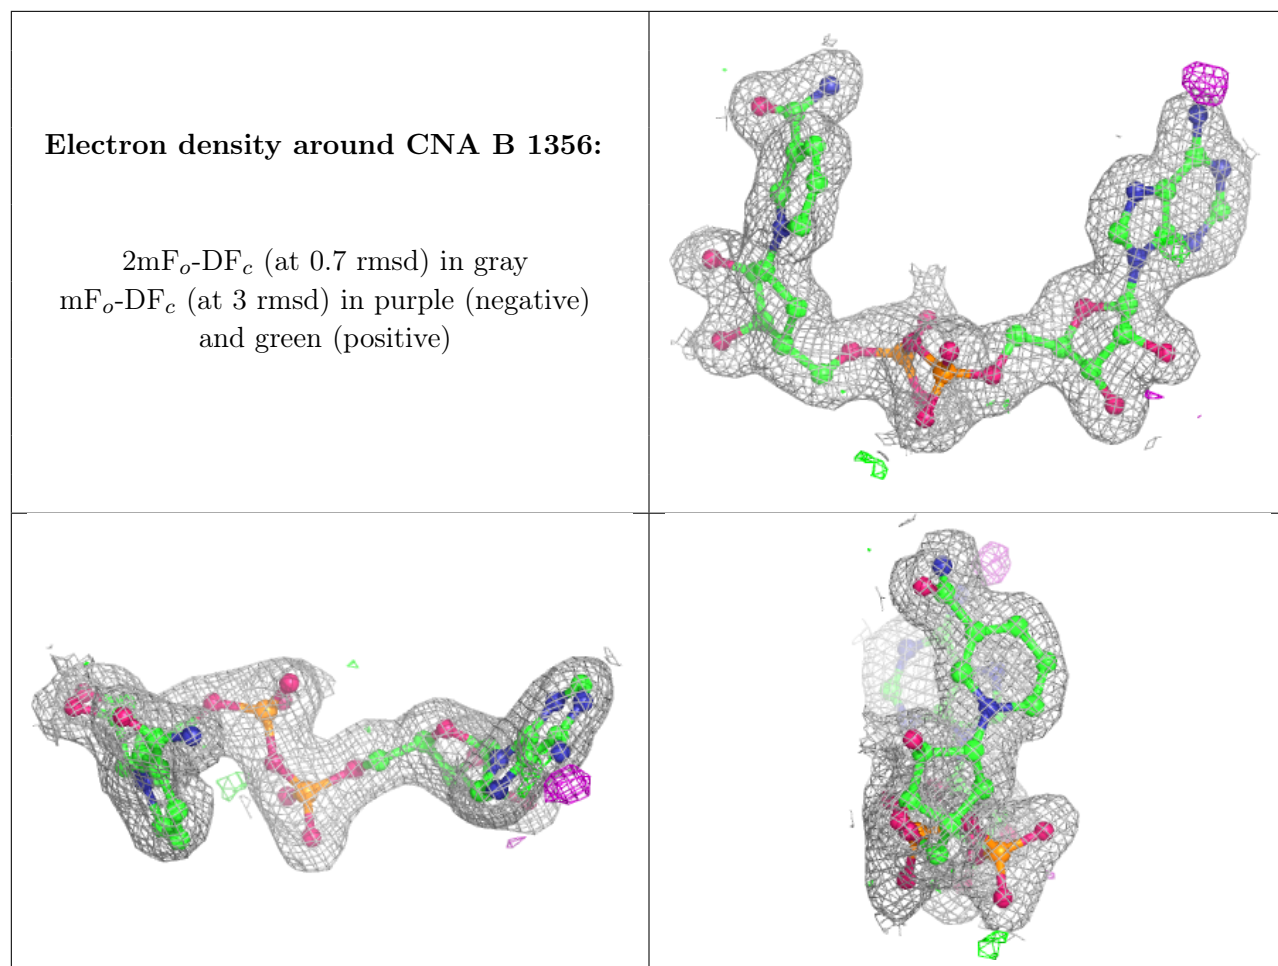 Electron density around CNA B 1356:
2mFo-DFc (at 0.7 rmsd) in gray
mFo-DFc (at 3 rmsd) in purple (negative)
and green (positive)